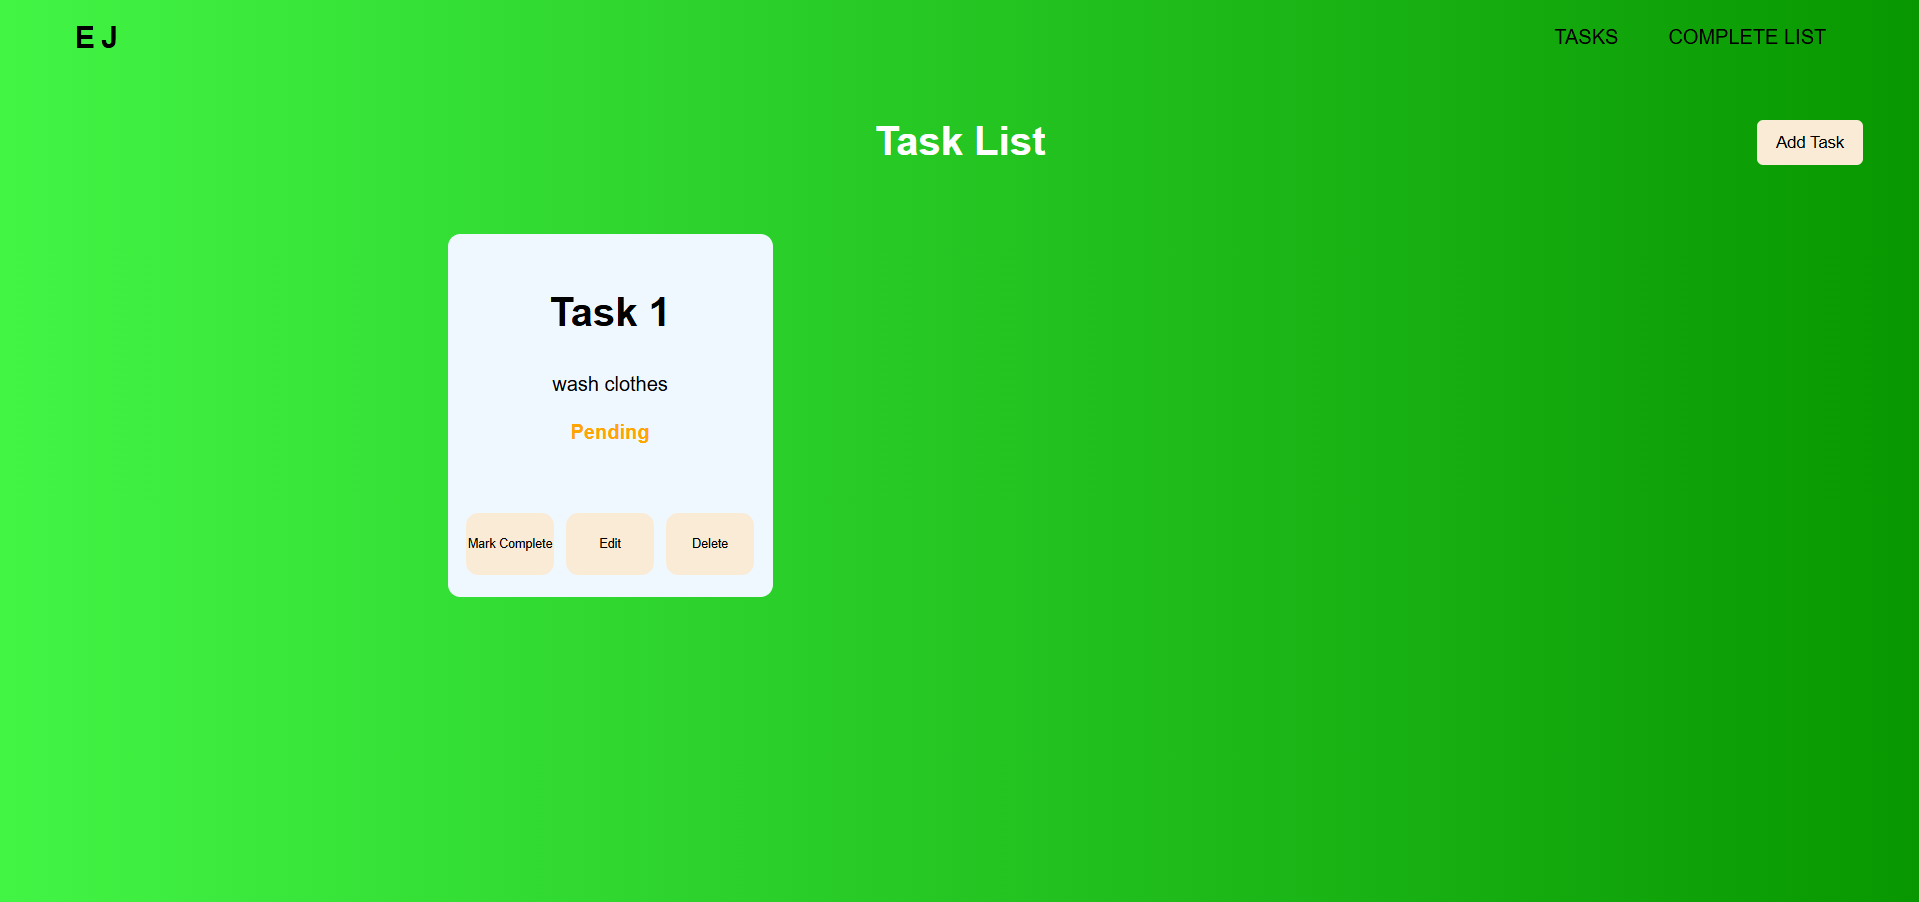 E J
TASKS COMPLETE LIST
Task List
Add Task
Task 1
wash clothes
Pending
Mark Complete Edit Delete